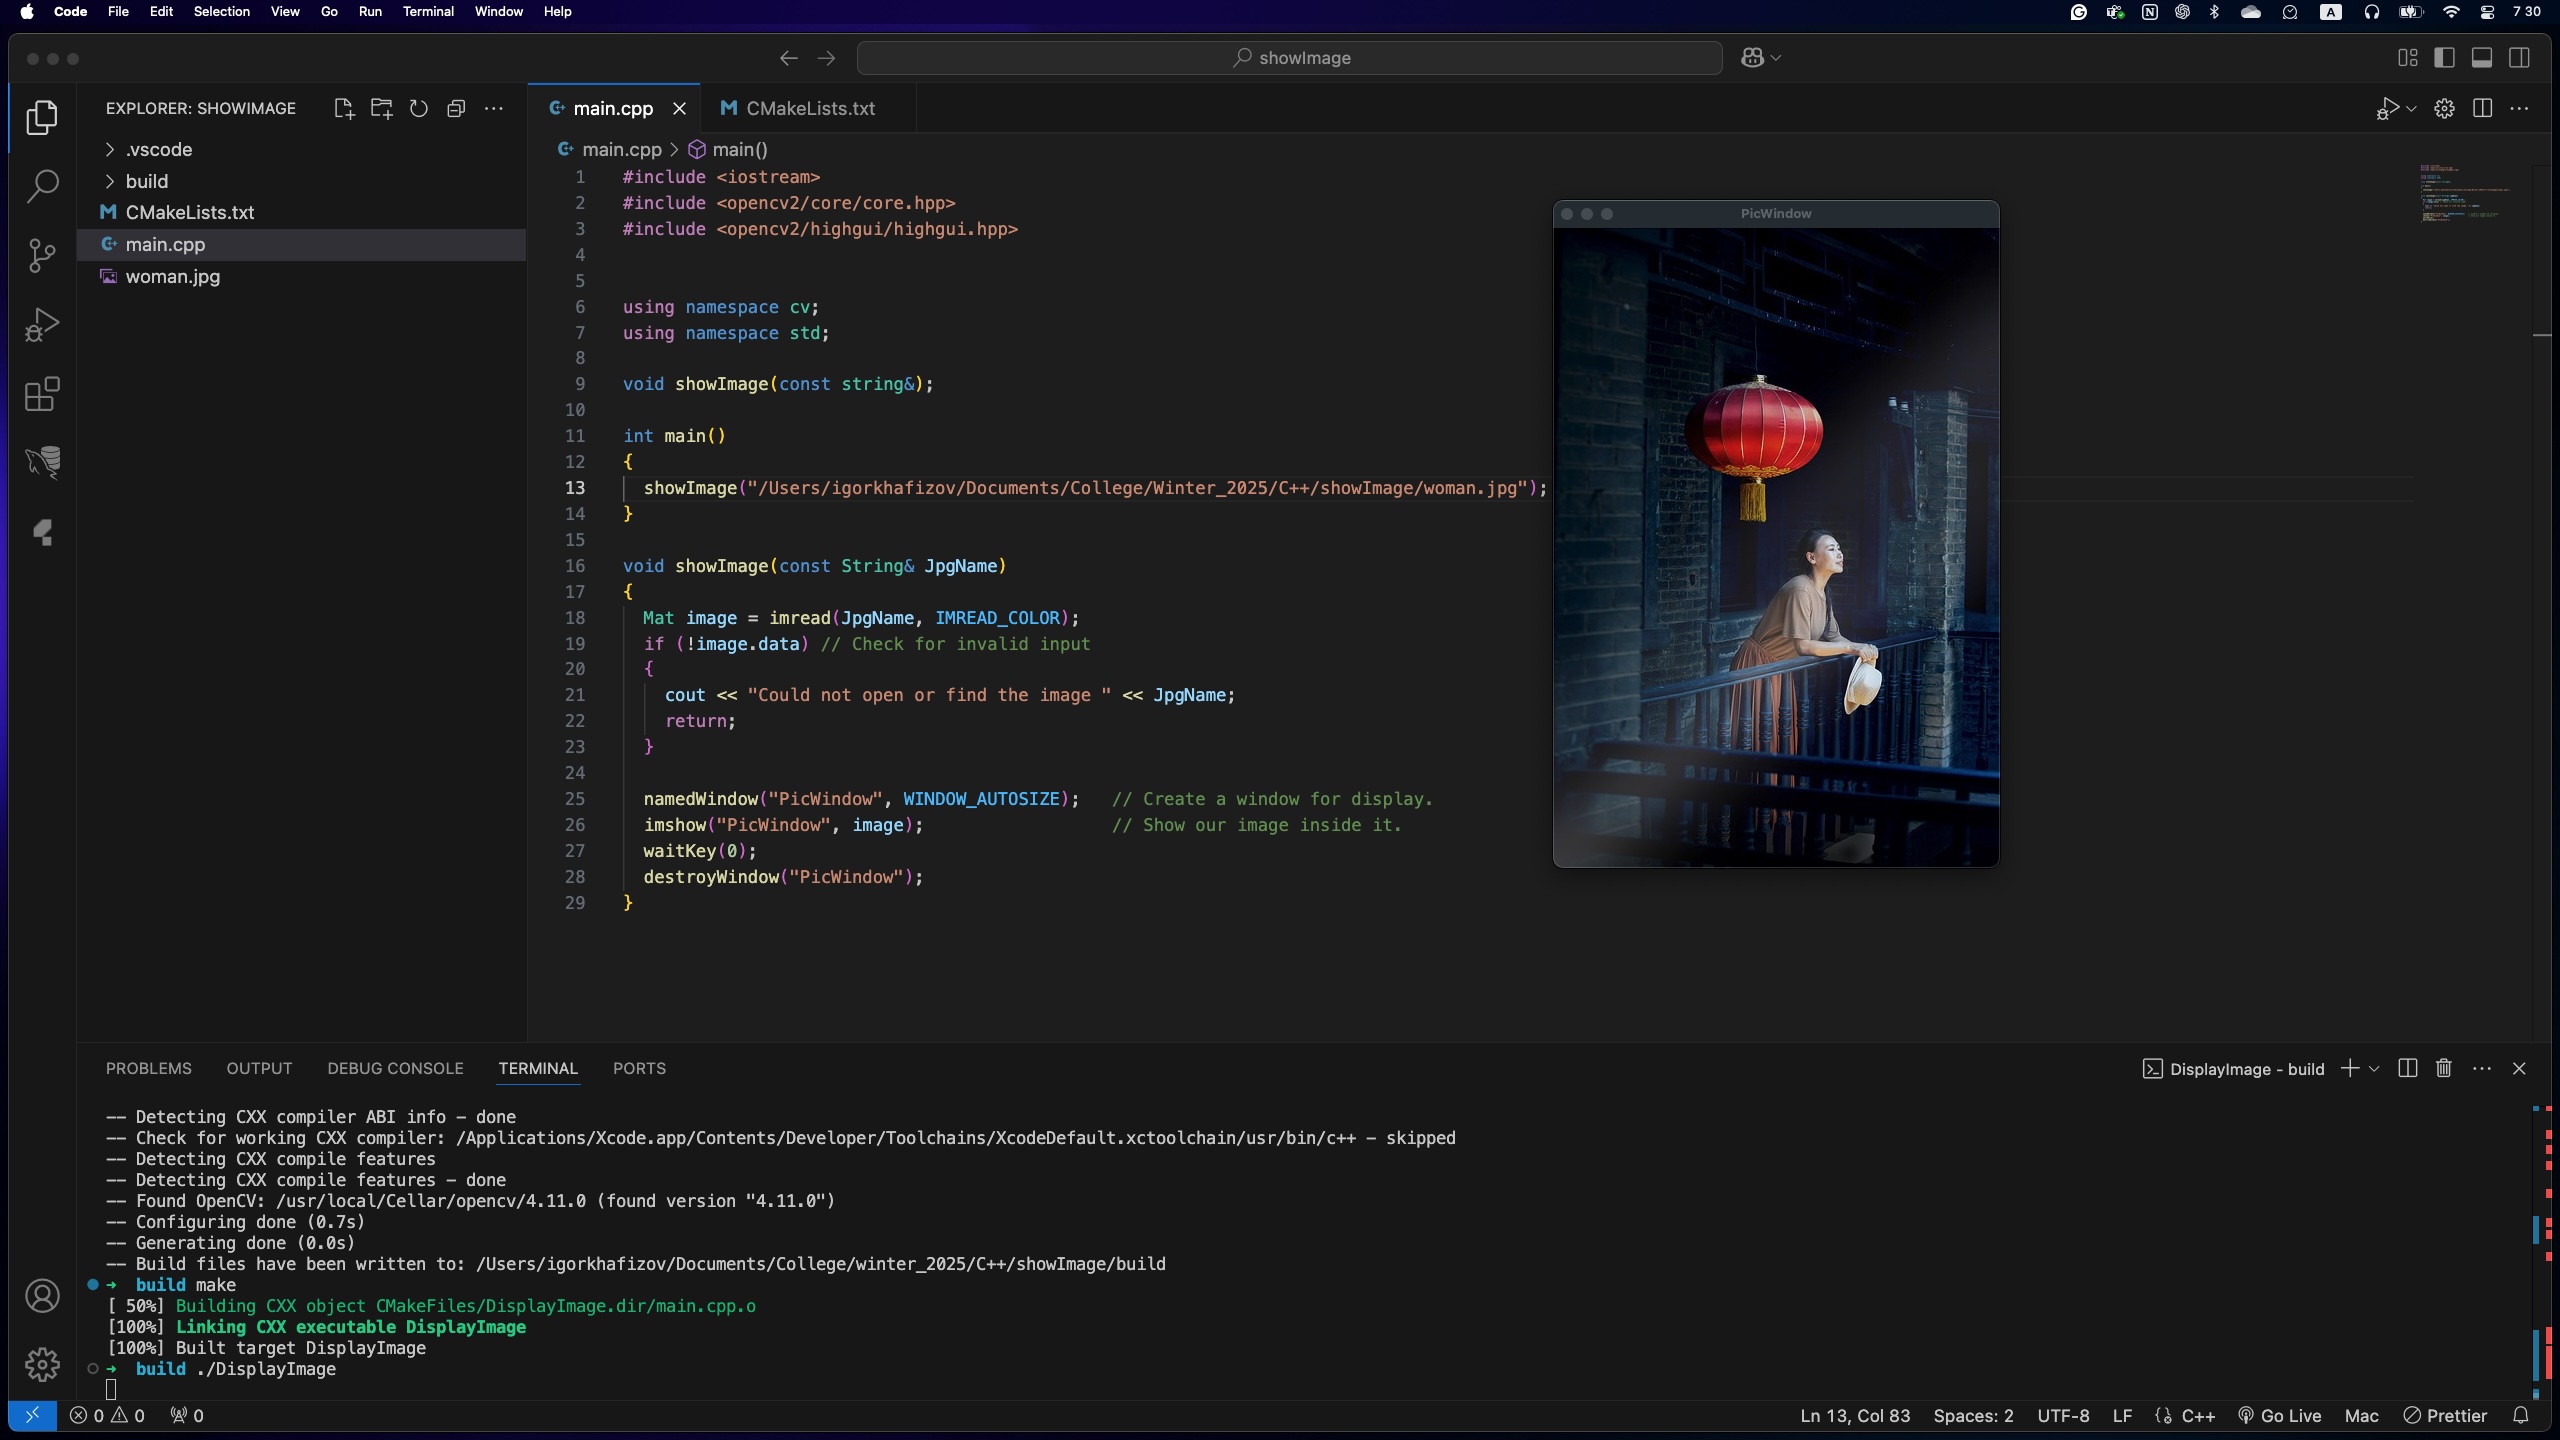 Code File Edit Selection View Go Run Terminal Window Help
A 7 30
showImage
EXPLORER: SHOWIMAGE
.vscode
build
CMakeLists.txt
main.cpp
woman.jpg
main.cpp CMakeLists.txt
main.cpp > main()
1 #include <iostream>
2 #include <opencv2/core/core.hpp>
3 #include <opencv2/highgui/highgui.hpp>
4
5
6 using namespace cv;
7 using namespace std;
8
9 void showImage(const string&);
10
11 int main()
12 {
13 showImage("/Users/igorkhafizov/Documents/College/Winter_2025/C++/showImage/woman.jpg");
14 }
15
16 void showImage(const String& JpgName)
17 {
18 Mat image = imread(JpgName, IMREAD_COLOR);
19 if (!image.data) // Check for invalid input
20 {
21 cout << "Could not open or find the image " << JpgName;
22 return;
23 }
24
25 namedWindow("PicWindow", WINDOW_AUTOSIZE); // Create a window for display.
26 imshow("PicWindow", image); // Show our image inside it.
27 waitKey(0);
28 destroyWindow("PicWindow");
29 }
PicWindow
PROBLEMS OUTPUT DEBUG CONSOLE TERMINAL PORTS
DisplayImage - build
-- Detecting CXX compiler ABI info - done
-- Check for working CXX compiler: /Applications/Xcode.app/Contents/Developer/Toolchains/XcodeDefault.xctoolchain/usr/bin/c++ - skipped
-- Detecting CXX compile features
-- Detecting CXX compile features - done
-- Found OpenCV: /usr/local/Cellar/opencv/4.11.0 (found version "4.11.0")
-- Configuring done (0.7s)
-- Generating done (0.0s)
-- Build files have been written to: /Users/igorkhafizov/Documents/College/winter_2025/C++/showImage/build
➜ build make
[ 50%] Building CXX object CMakeFiles/DisplayImage.dir/main.cpp.o
[100%] Linking CXX executable DisplayImage
[100%] Built target DisplayImage
➜ build ./DisplayImage
0 0 0
Ln 13, Col 83 Spaces: 2 UTF-8 LF C++ Go Live Mac Prettier